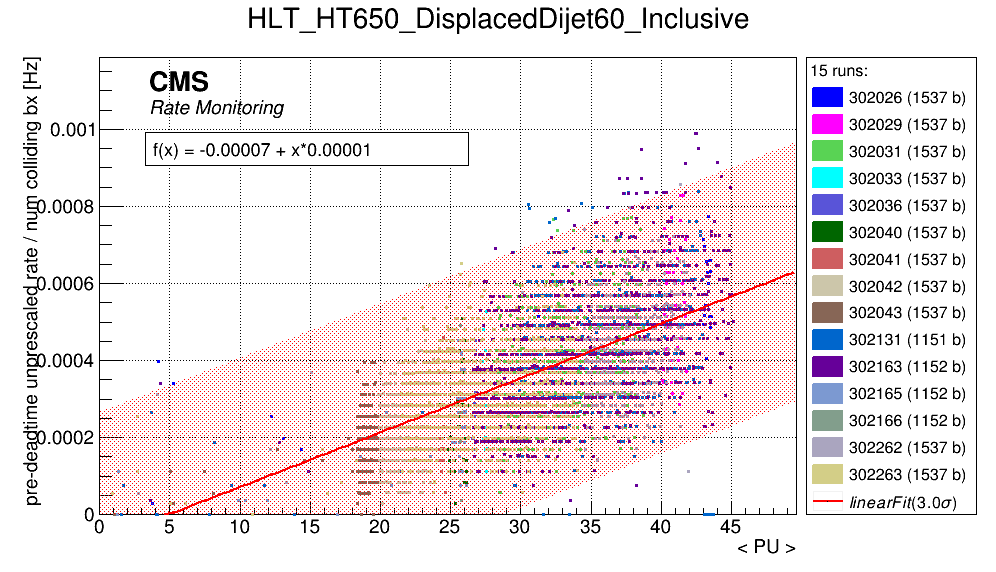 HLT_HT650_DisplacedDijet60_Inclusive
CMS
Rate Monitoring
f(x) = -0.00007 + x*0.00001
pre-deadtime unprescaled rate / num colliding bx [Hz]
0.001
0.0008
0.0006
0.0004
0.0002
0
0 5 10 15 20 25 30 35 40 45
< PU >
15 runs:
302026 (1537 b)
302029 (1537 b)
302031 (1537 b)
302033 (1537 b)
302036 (1537 b)
302040 (1537 b)
302041 (1537 b)
302042 (1537 b)
302043 (1537 b)
302131 (1151 b)
302163 (1152 b)
302165 (1152 b)
302166 (1152 b)
302262 (1537 b)
302263 (1537 b)
linearFit(3.0σ)